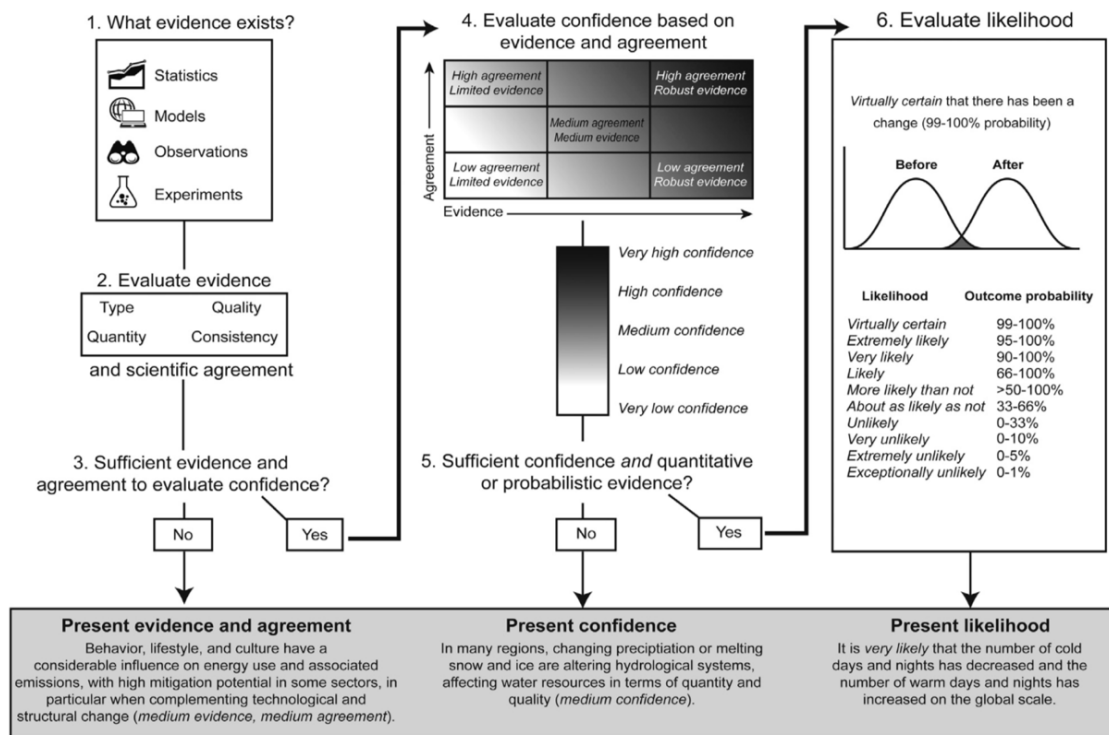 1. What evidence exists?
Statistics
Models
Observations
Experiments
2. Evaluate evidence
Type Quality
Quantity Consistency
and scientific agreement
3. Sufficient evidence and
agreement to evaluate confidence?
No
Yes
4. Evaluate confidence based on
evidence and agreement
Agreement
High agreement
Limited evidence
High agreement
Robust evidence
Medium agreement
Medium evidence
Low agreement
Limited evidence
Low agreement
Robust evidence
Evidence
Very high confidence
High confidence
Medium confidence
Low confidence
Very low confidence
5. Sufficient confidence and quantitative
or probabilistic evidence?
No
Yes
6. Evaluate likelihood
Virtually certain that there has been a
change (99-100% probability)
Before After
Likelihood Outcome probability
Virtually certain 99-100%
Extremely likely 95-100%
Very likely 90-100%
Likely 66-100%
More likely than not >50-100%
About as likely as not 33-66%
Unlikely 0-33%
Very unlikely 0-10%
Extremely unlikely 0-5%
Exceptionally unlikely 0-1%
Present evidence and agreement
Behavior, lifestyle, and culture have a
considerable influence on energy use and associated
emissions, with high mitigation potential in some sectors, in
particular when complementing technological and
structural change (medium evidence, medium agreement).
Present confidence
In many regions, changing precipitation or melting
snow and ice are altering hydrological systems,
affecting water resources in terms of quantity and
quality (medium confidence).
Present likelihood
It is very likely that the number of cold
days and nights has decreased and the
number of warm days and nights has
increased on the global scale.